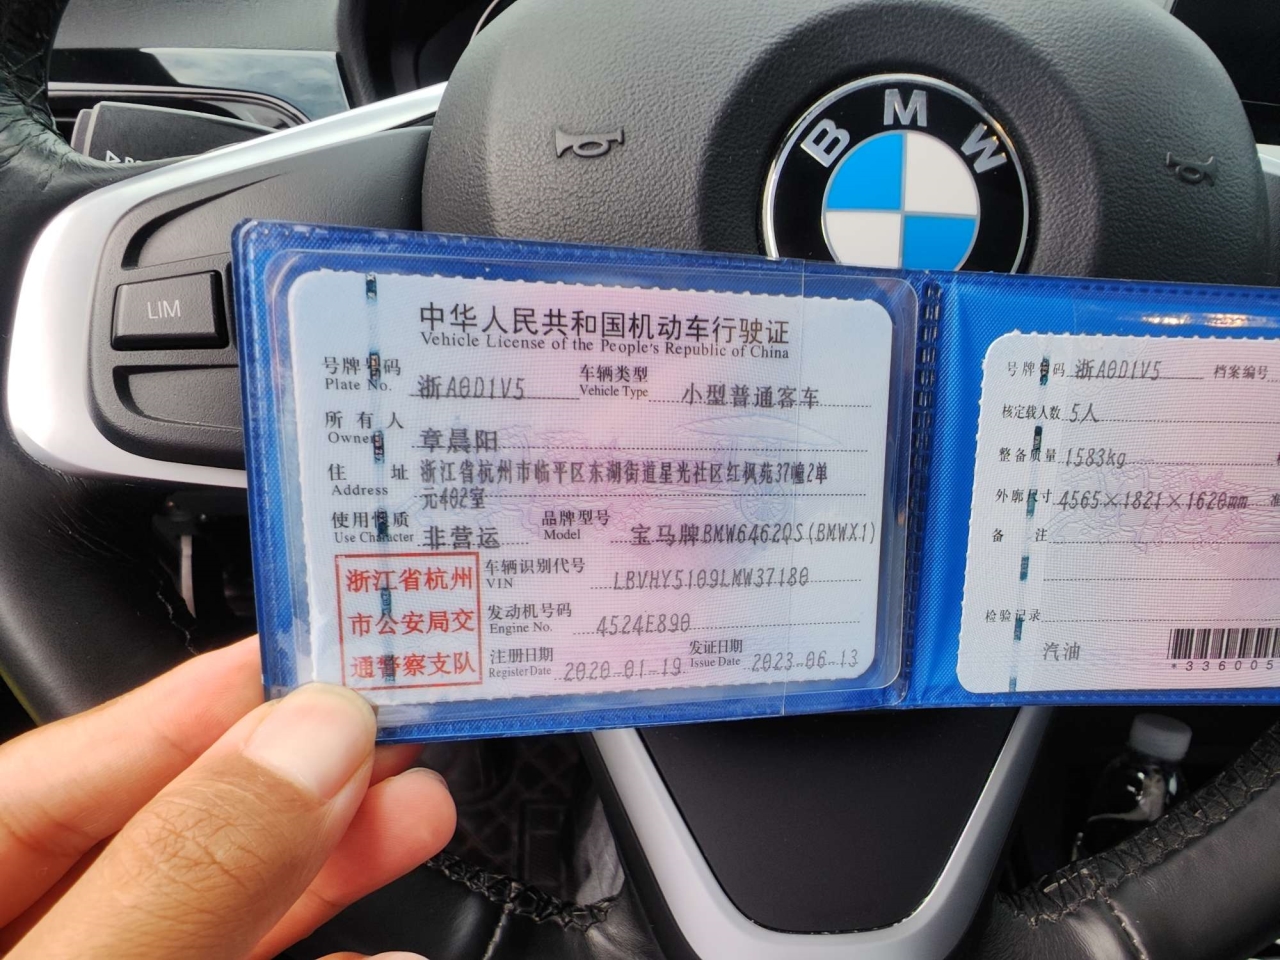 BMW
LIM
中华人民共和国机动车行驶证
Vehicle License of the People's Republic of China
号牌号码 浙A0D1V5 车辆类型 小型普通客车
Plate No. Vehicle Type
所有人 章晨阳
Owner
住址 浙江省杭州市临平区东湖街道星光社区红枫苑37幢2单
Address 元402室
使用性质 非营运 品牌型号 宝马牌BMW6462QS(BMWX1)
Use Character Model
浙江省杭州
市公安局交
通警察支队
车辆识别代号 LBVHY5109LMW37180
VIN
发动机号码 4524E890
Engine No.
注册日期 2020-01-19 发证日期 2023-06-13
Register Date Issue Date
号牌号码 浙A0D1V5 档案编号
核定载人数 5人
整备质量 1583kg
外廓尺寸 4565×1821×1620mm
备注
检验记录
汽油
*336005